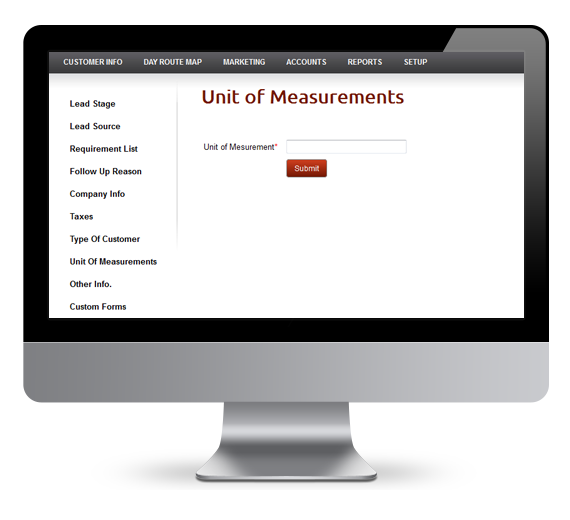 CUSTOMER INFO DAY ROUTE MAP MARKETING ACCOUNTS REPORTS SETUP
Unit of Measurements
Lead Stage
Lead Source
Requirement List
Follow Up Reason
Company Info
Taxes
Type Of Customer
Unit Of Measurements
Other Info.
Custom Forms
Unit of Mesurement*
Submit